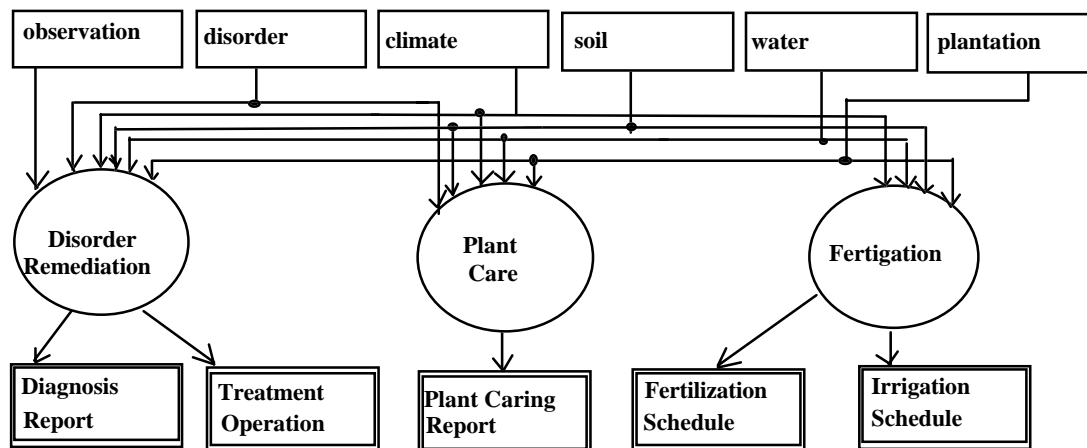 observation
disorder
climate
soil
water
plantation
Disorder
Remediation
Plant
Care
Fertigation
Diagnosis
Report
Treatment
Operation
Plant Caring
Report
Fertilization
Schedule
Irrigation
Schedule